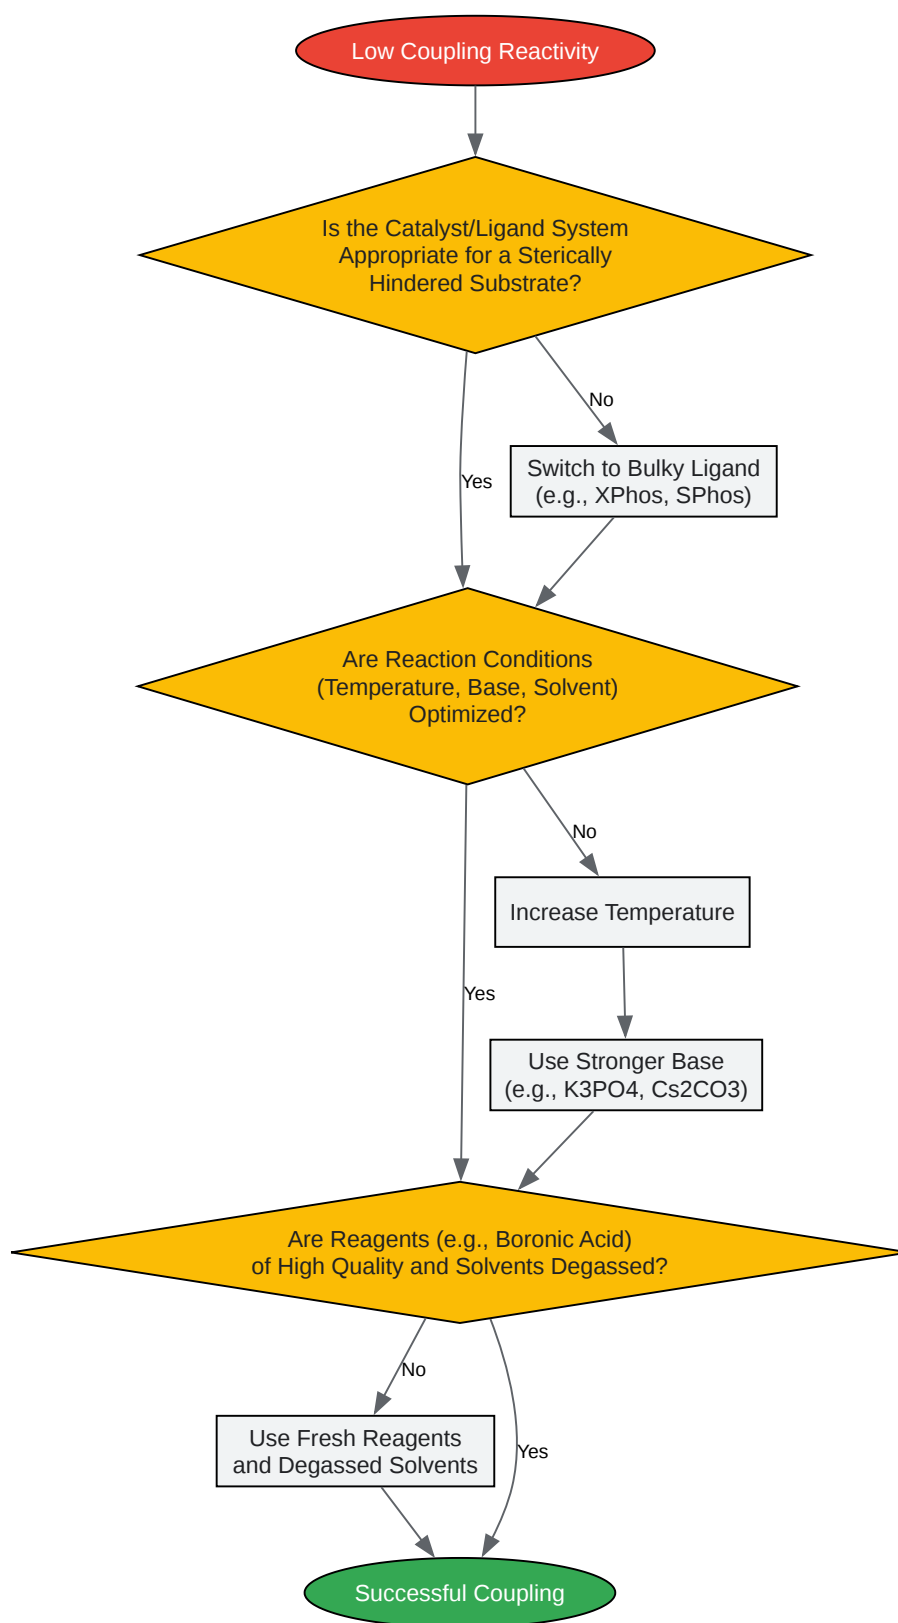 Low Coupling Reactivity
Is the Catalyst/Ligand System
Appropriate for a Sterically
Hindered Substrate?
No
Switch to Bulky Ligand
(e.g., XPhos, SPhos)
Yes
Are Reaction Conditions
(Temperature, Base, Solvent)
Optimized?
No
Increase Temperature
Yes
Use Stronger Base
(e.g., K3PO4, Cs2CO3)
Are Reagents (e.g., Boronic Acid)
of High Quality and Solvents Degassed?
No
Use Fresh Reagents
and Degassed Solvents
Yes
Successful Coupling